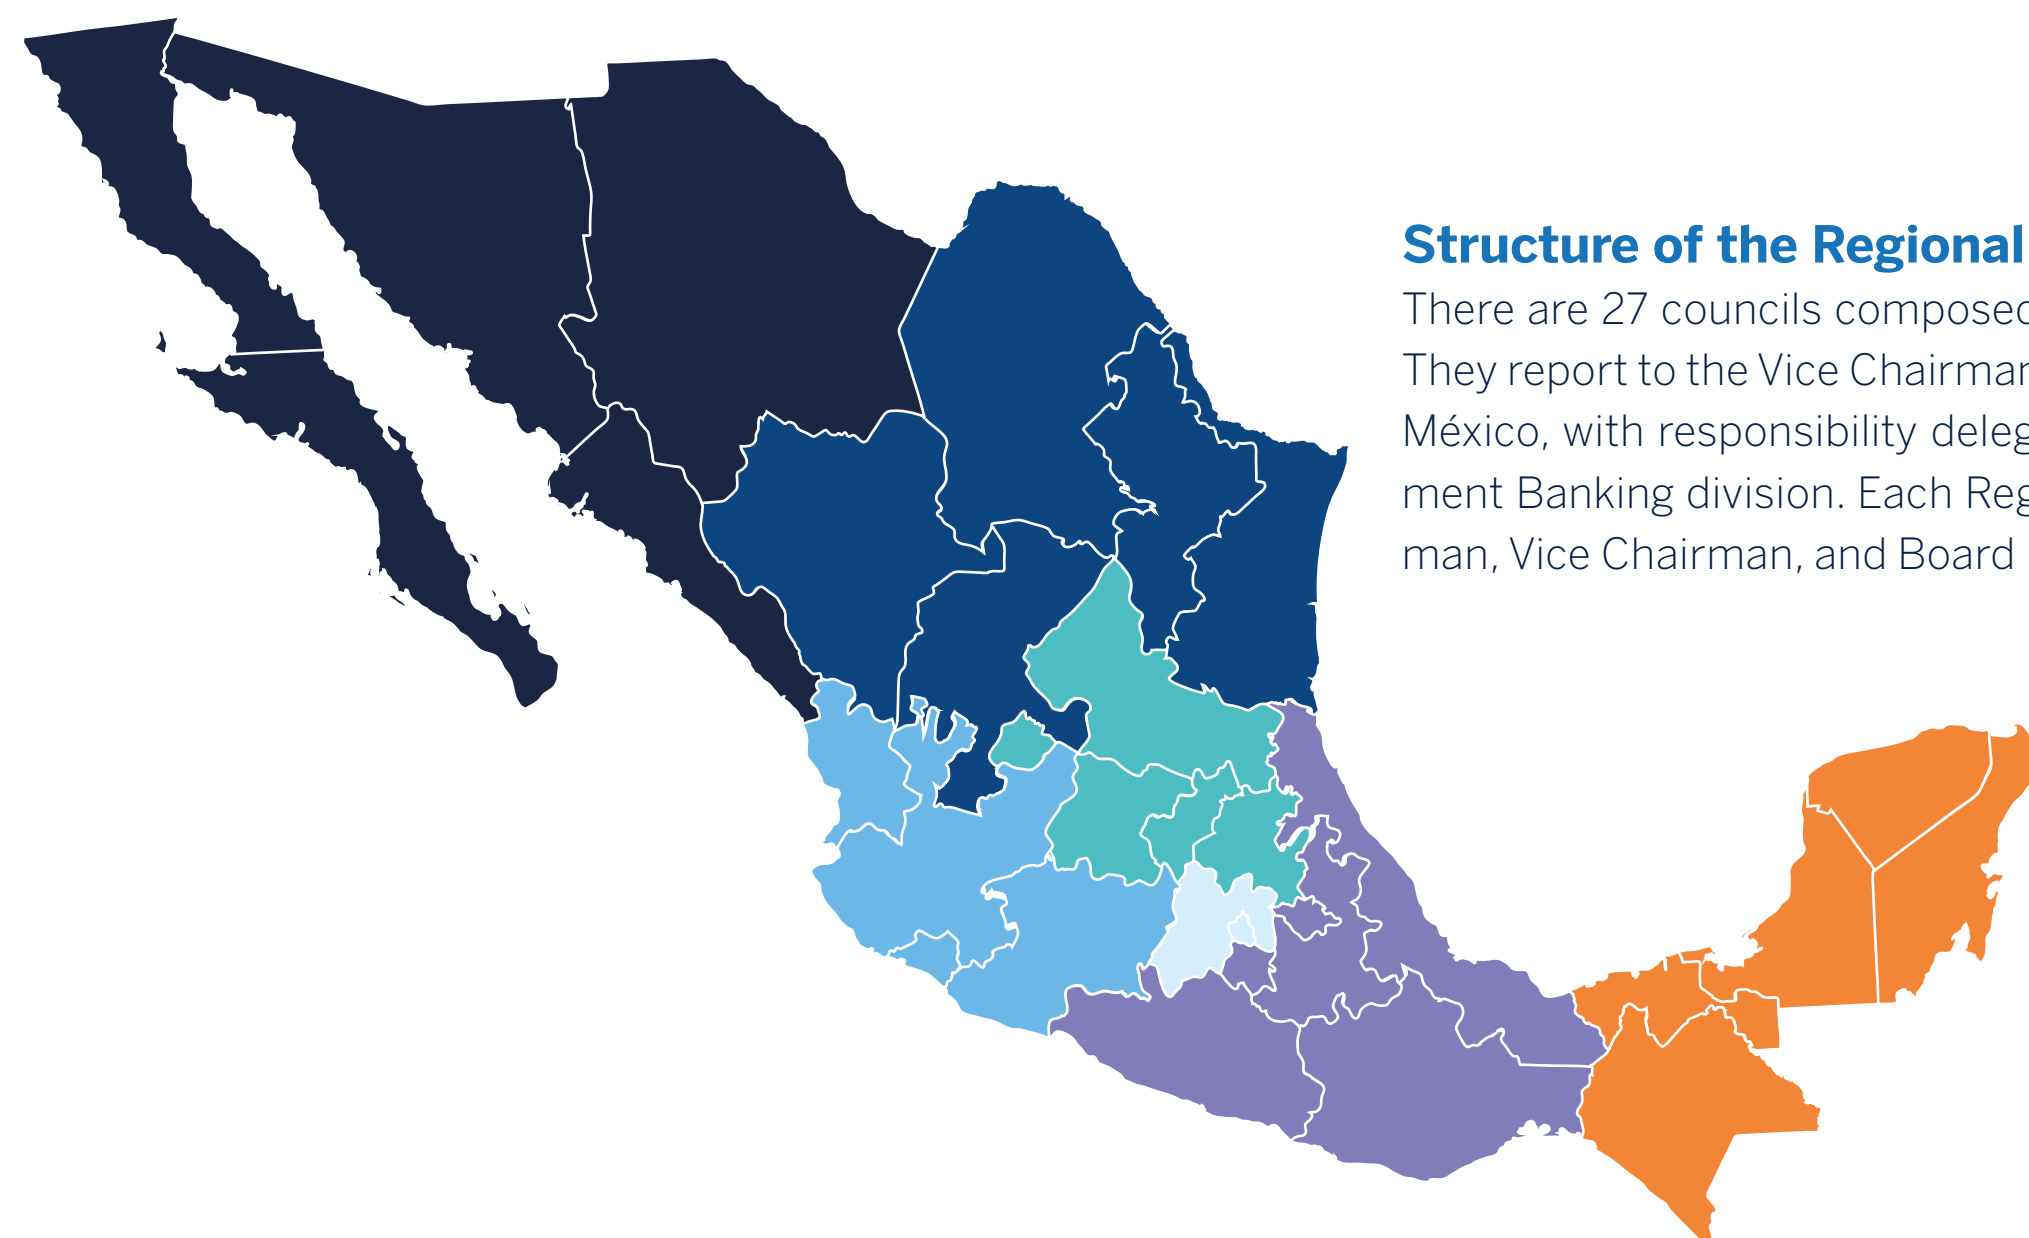 Structure of the Regional
There are 27 councils composed
They report to the Vice Chairman
México, with responsibility deleg
ment Banking division. Each Reg
man, Vice Chairman, and Board